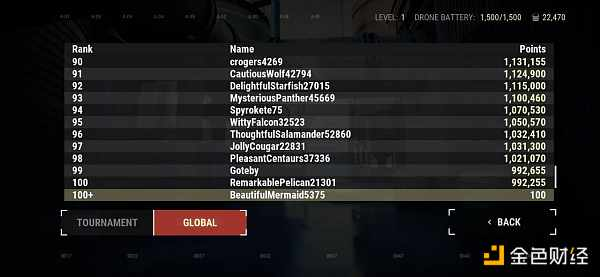 LEVEL: 1 DRONE BATTERY: 1,500/1,500 22,470
Rank Name Points
90 crogers4269 1,131,155
91 CautiousWolf42794 1,124,900
92 DelightfulStarfish27015 1,115,000
93 MysteriousPanther45669 1,100,460
94 Spyrokete75 1,070,530
95 WittyFalcon32523 1,050,570
96 ThoughtfulSalamander52860 1,032,410
97 JollyCougar22831 1,031,300
98 PleasantCentaurs37336 1,021,070
99 Goteby 992,655
100 RemarkablePelican21301 992,255
100+ BeautifulMermaid5375 100
TOURNAMENT GLOBAL < BACK
金色财经